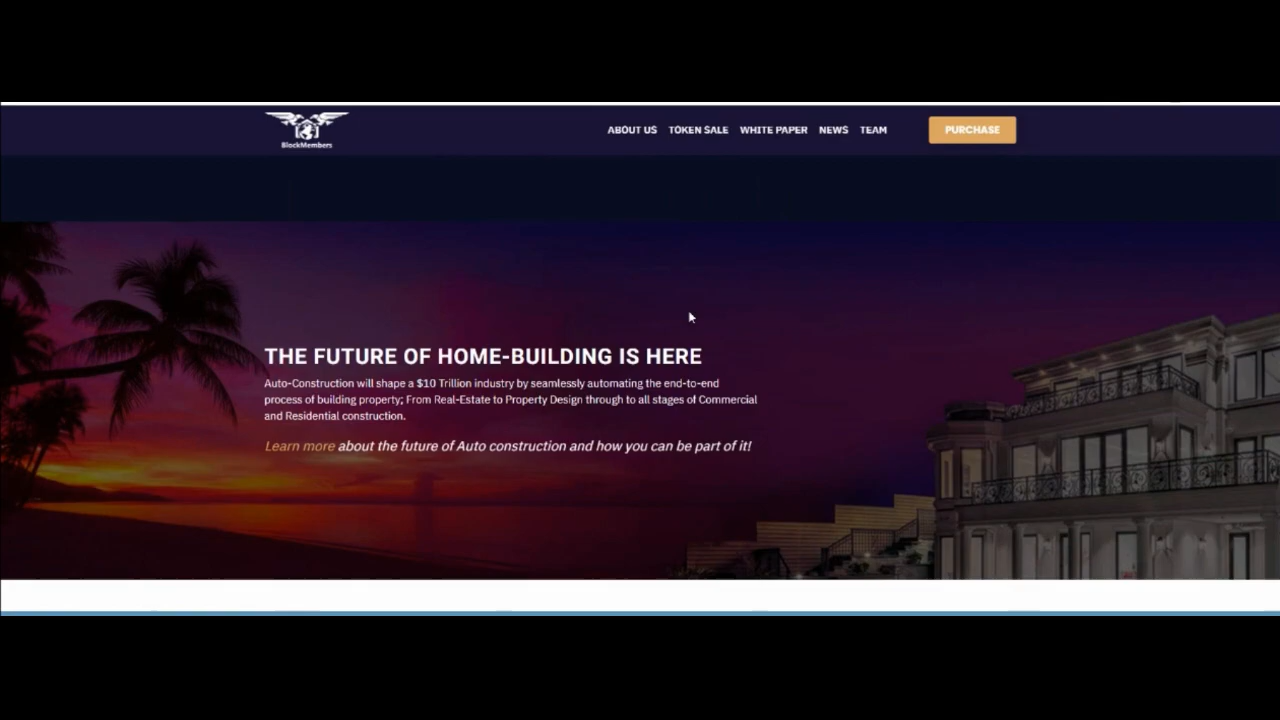 BlockMembers
ABOUT US TOKEN SALE WHITE PAPER NEWS TEAM PURCHASE
THE FUTURE OF HOME-BUILDING IS HERE
Auto-Construction will shape a $10 Trillion industry by seamlessly automating the end-to-end
process of building property; From Real-Estate to Property Design through to all stages of Commercial
and Residential construction.
Learn more about the future of Auto construction and how you can be part of it!